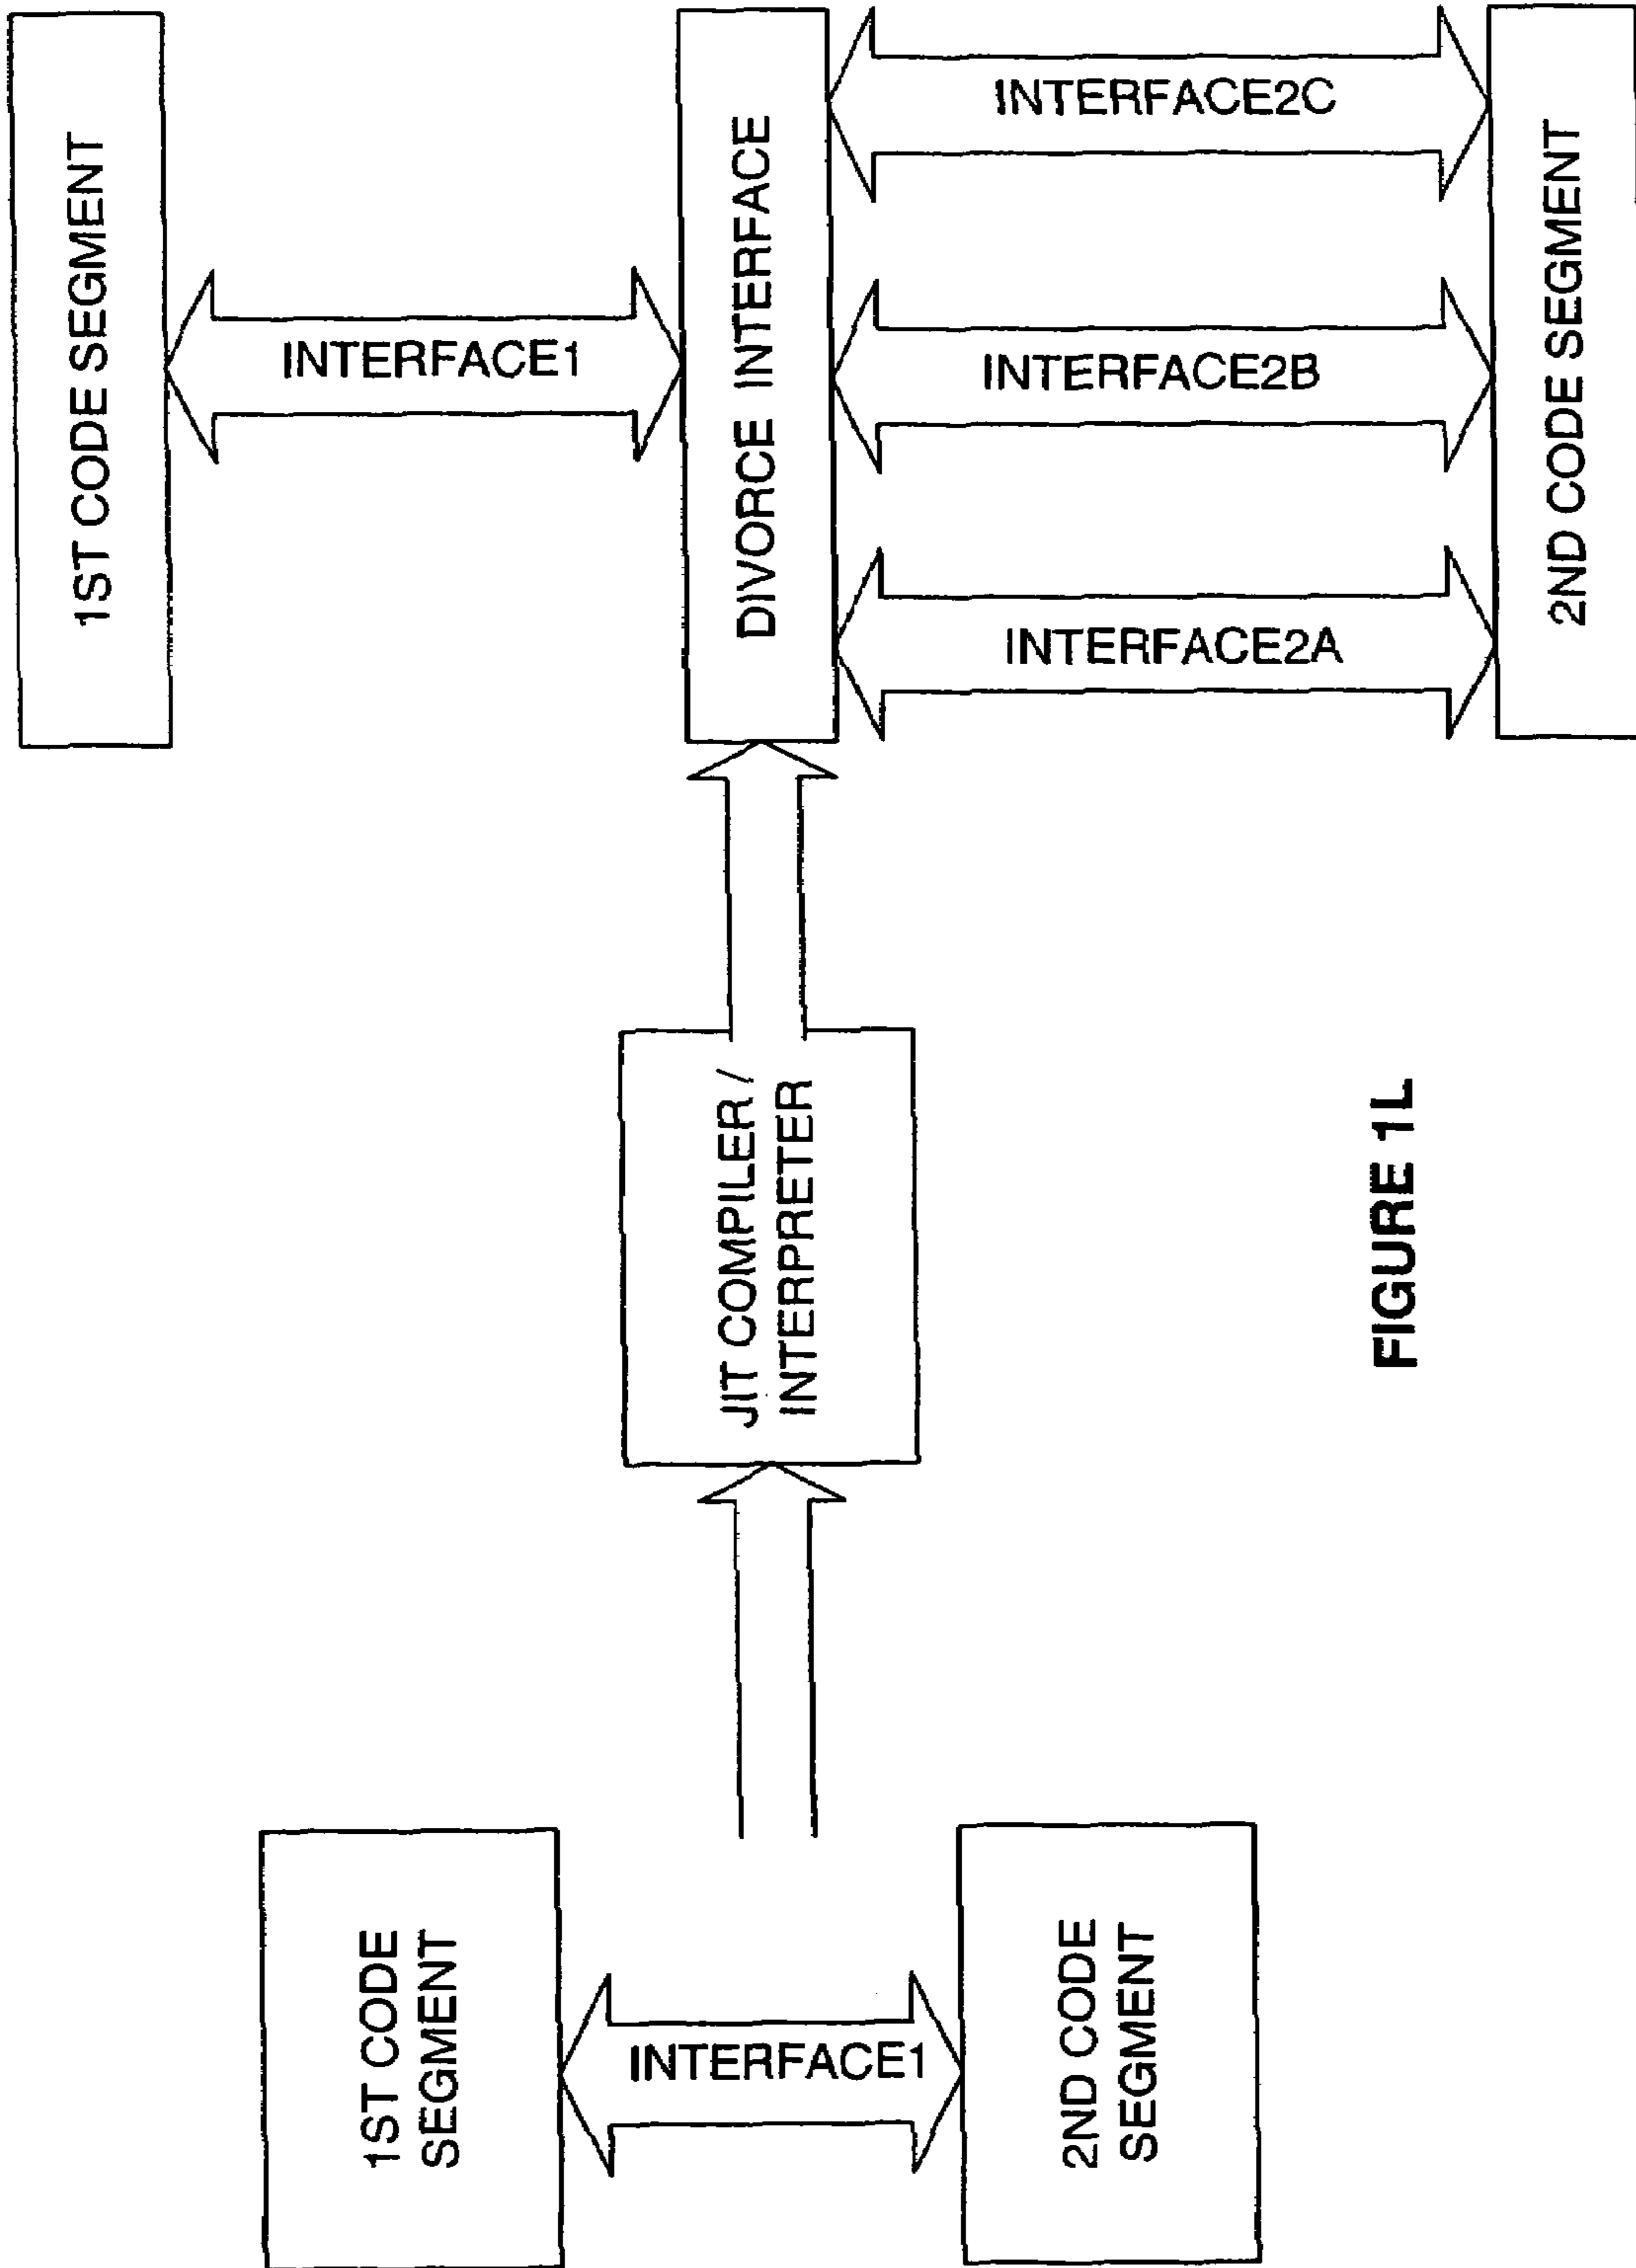 1ST CODE
SEGMENT
INTERFACE1
2ND CODE
SEGMENT
JIT COMPILER /
INTERPRETER
1ST CODE SEGMENT
INTERFACE1
DIVORCE INTERFACE
INTERFACE2A
INTERFACE2B
INTERFACE2C
2ND CODE SEGMENT
FIGURE 1L